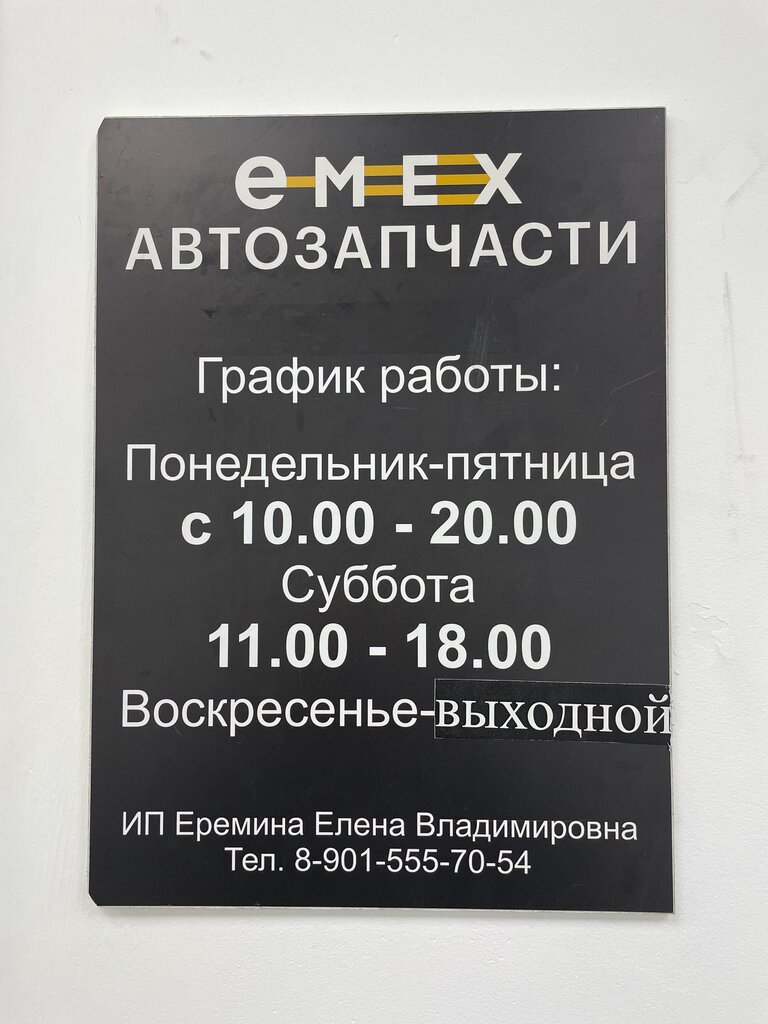 емех
АВТОЗАПЧАСТИ
График работы:
Понедельник-пятница
с 10.00 - 20.00
Суббота
11.00 - 18.00
Воскресенье-выходной
ИП Еремина Елена Владимировна
Тел. 8-901-555-70-54